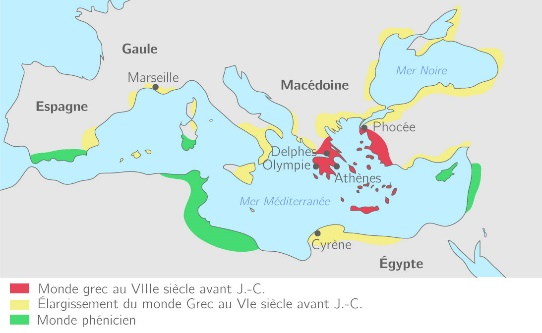 Gaule
Mer Noire
Marseille
Macédoine
Espagne
Phocée
Delphes
Olympie
Athènes
Mer Méditerranée
Cyrène
Égypte
Monde grec au VIIIe siècle avant J.-C.
Élargissement du monde Grec au VIe siècle avant J.-C.
Monde phénicien